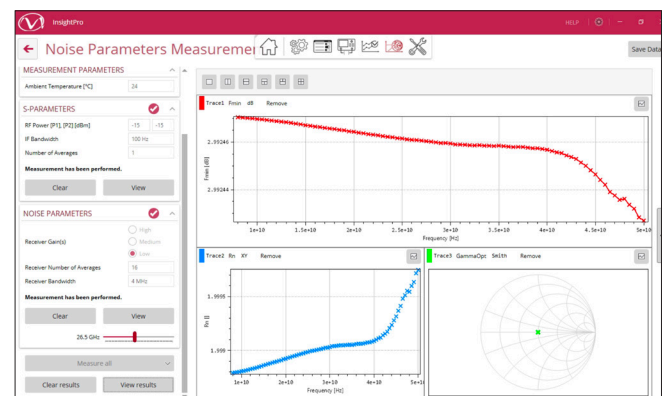 InsightPro
HELP
Noise Parameters Measuremen
Save Data
MEASUREMENT PARAMETERS
Ambient Temperature [°C] 24
S-PARAMETERS
RF Power [P1], [P2] [dBm] -15 -15
IF Bandwidth 100 Hz
Number of Averages 1
Measurement has been performed.
Clear View
NOISE PARAMETERS
High
Receiver Gain(s) Medium
Low
Receiver Number of Averages 16
Receiver Bandwidth 4 MHz
Measurement has been performed.
Clear View
26.5 GHz
Measure all
Clear results View results
Trace1 Fmin dB Remove
2.99246
2.99244
Fmin [dB]
1e+10 1.5e+10 2e+10 2.5e+10 3e+10 3.5e+10 4e+10 4.5e+10 5e+10
Frequency [Hz]
Trace2 Rn XY Remove
1.9995
1.999
Rn []
1e+10 2e+10 3e+10 4e+10 5e+10
Frequency [Hz]
Trace3 GammaOpt Smith Remove